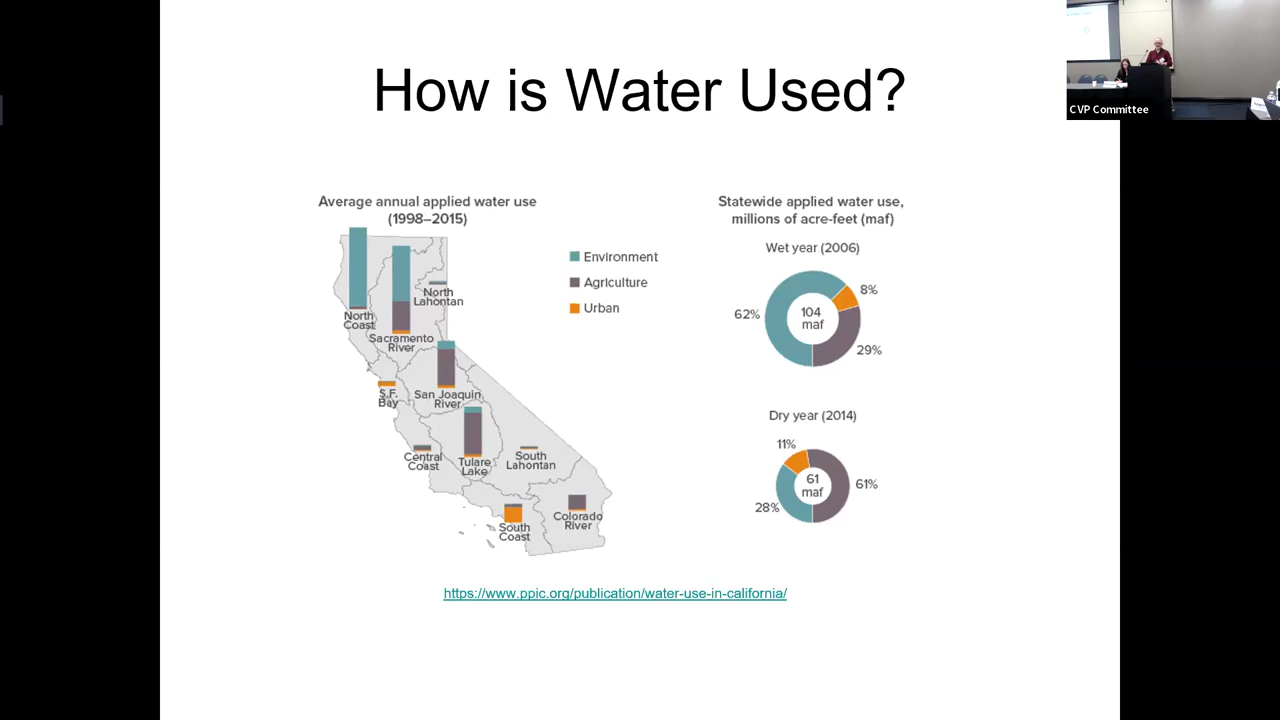 How is Water Used?
CVP Committee
Average annual applied water use
(1998–2015)
Environment
Agriculture
Urban
North
Coast
Sacramento
River
North
Lahontan
S.F.
Bay
San Joaquin
River
Central
Coast
Tulare
Lake
South
Lahontan
South
Coast
Colorado
River
Statewide applied water use,
millions of acre-feet (maf)
Wet year (2006)
8%
62%
104
maf
29%
Dry year (2014)
11%
61
maf
61%
28%
https://www.ppic.org/publication/water-use-in-california/